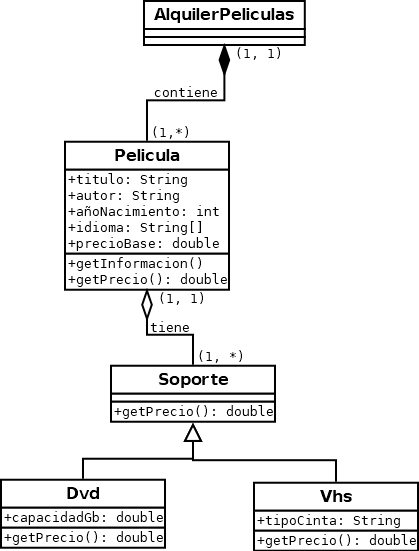 AlquilerPeliculas
(1, 1)
contiene
(1,*)
Pelicula
+titulo: String
+autor: String
+añoNacimiento: int
+idioma: String[]
+precioBase: double
+getInformacion()
+getPrecio(): double
(1, 1)
tiene
(1, *)
Soporte
+getPrecio(): double
Dvd
+capacidadGb: double
+getPrecio(): double
Vhs
+tipoCinta: String
+getPrecio(): double